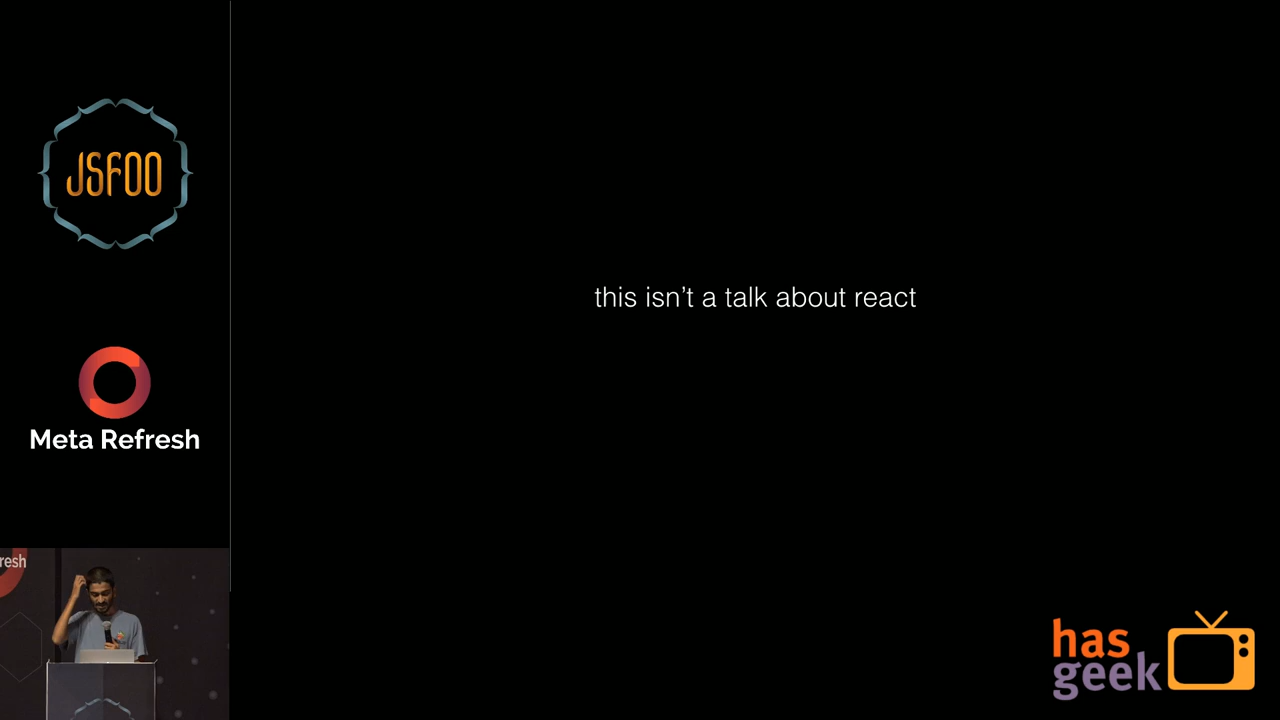 JSFOO
Meta Refresh
resh
this isn't a talk about react
has
geek